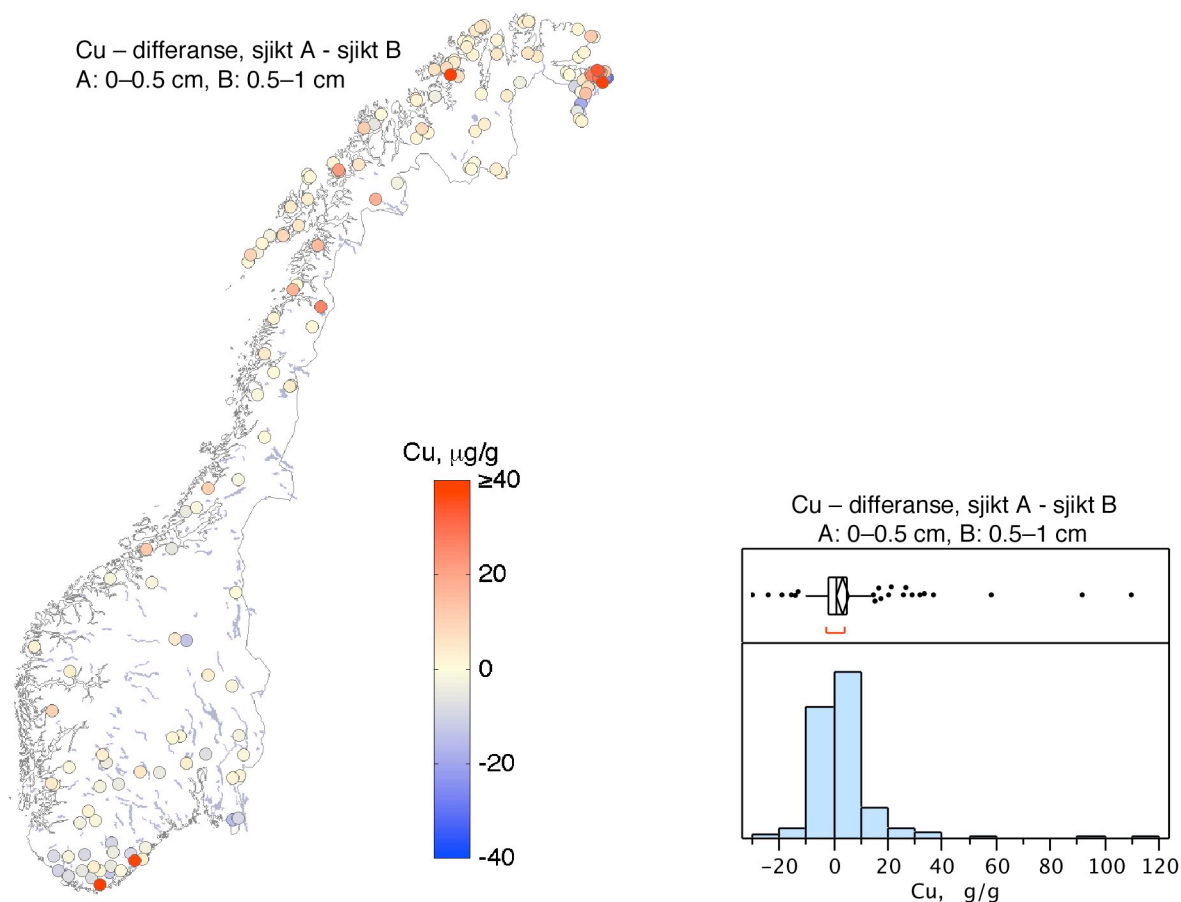 Cu – differanse, sjikt A - sjikt B
A: 0–0.5 cm, B: 0.5–1 cm
Cu, μg/g
≥40
20
0
-20
-40
Cu – differanse, sjikt A - sjikt B
A: 0–0.5 cm, B: 0.5–1 cm
−20 0 20 40 60 80 100 120
Cu, g/g